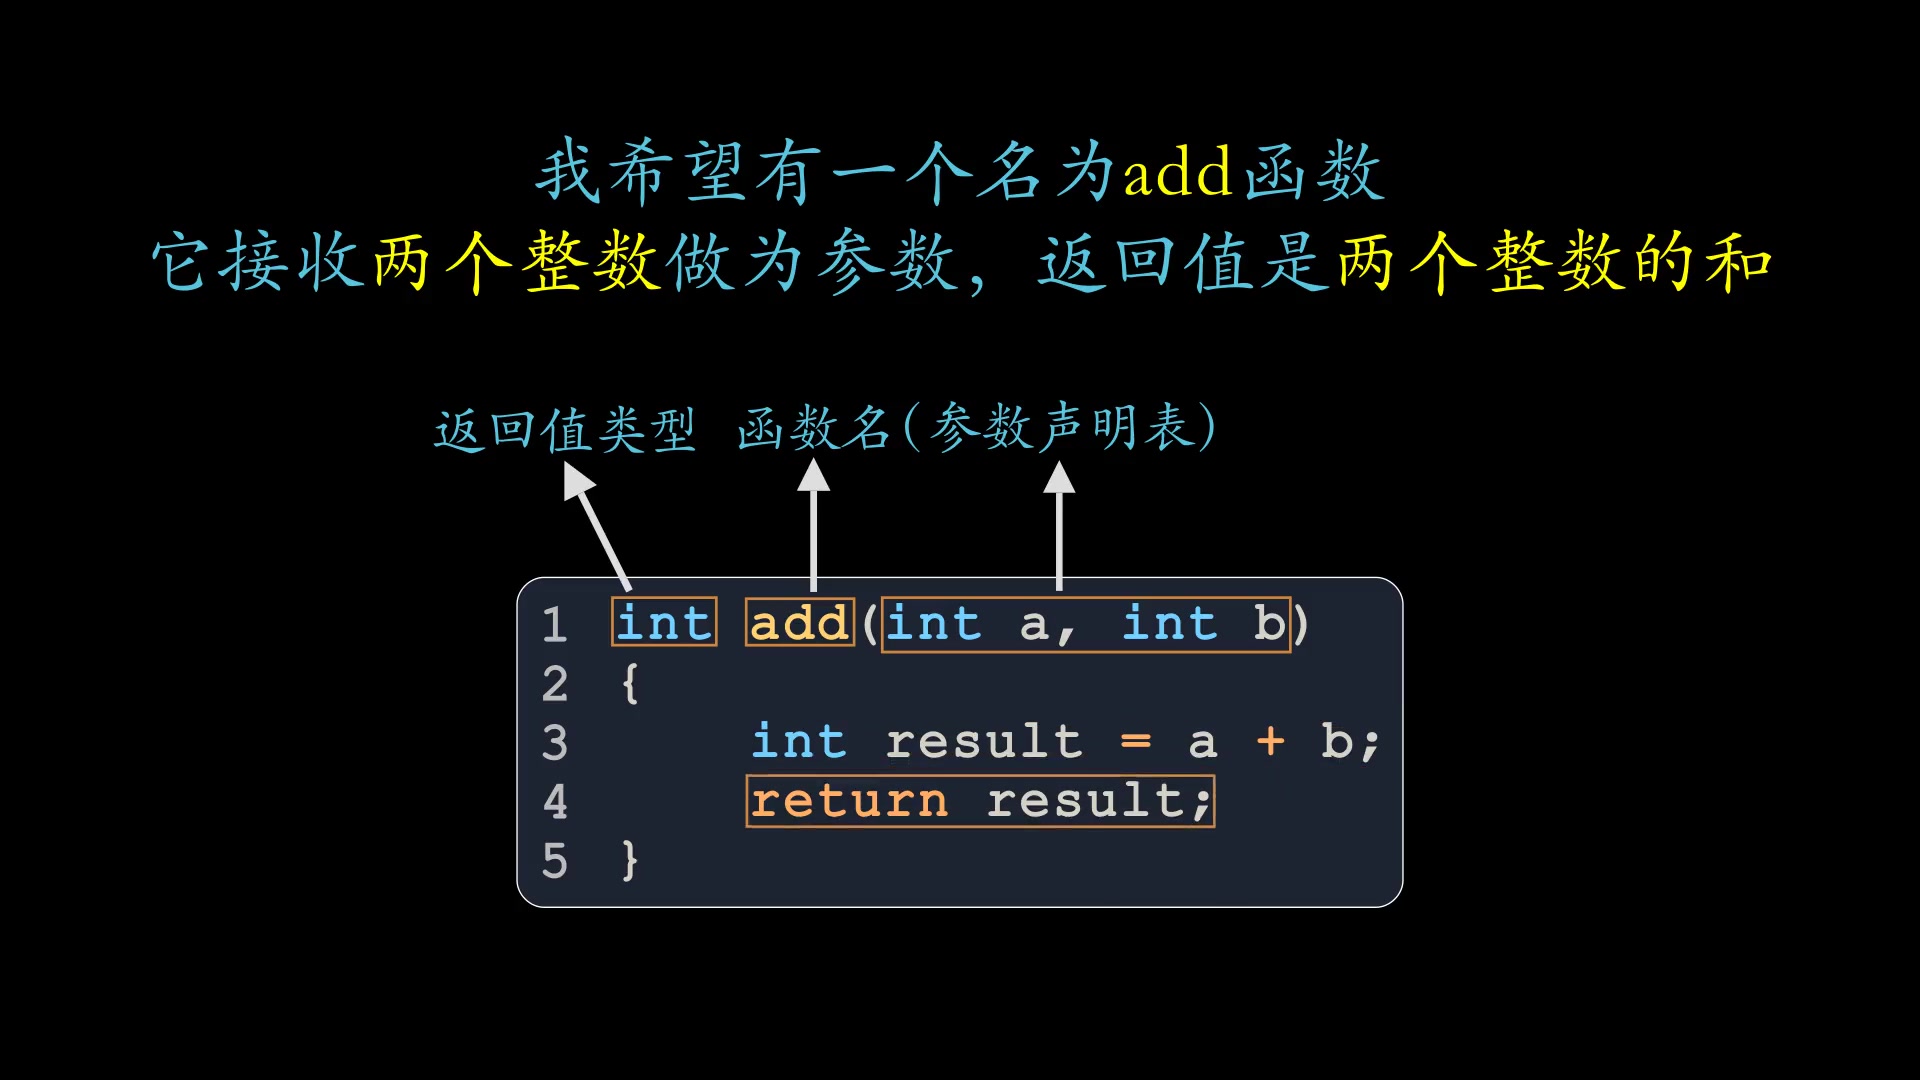 我希望有一个名为add函数
它接收两个整数做为参数，返回值是两个整数的和
返回值类型 函数名(参数声明表)
1 int add(int a, int b)
2 {
3     int result = a + b;
4     return result;
5 }